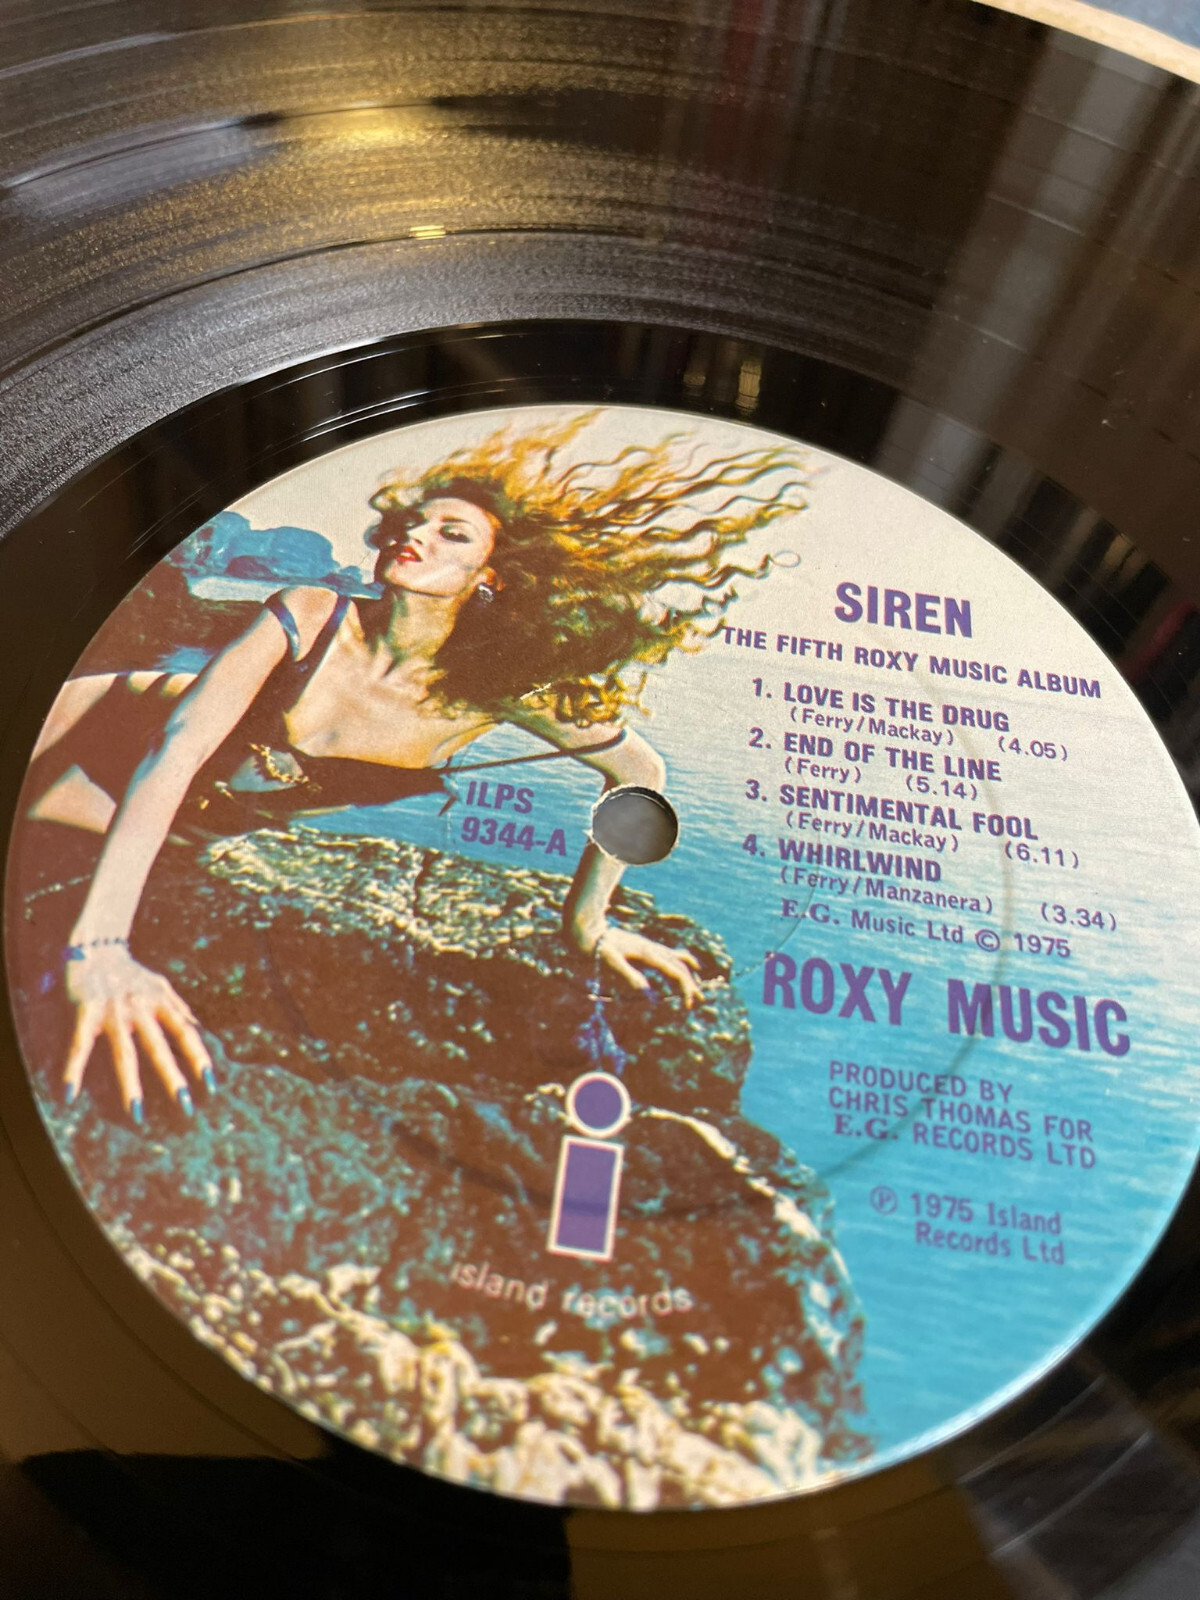 SIREN
THE FIFTH ROXY MUSIC ALBUM
1. LOVE IS THE DRUG
(Ferry/Mackay) (4.05)
2. END OF THE LINE
(Ferry) (5.14)
3. SENTIMENTAL FOOL
(Ferry/Mackay) (6.11)
4. WHIRLWIND
(Ferry/Manzanera) (3.34)
E.G. Music Ltd © 1975
ILPS
9344-A
ROXY MUSIC
PRODUCED BY
CHRIS THOMAS FOR
E.G. RECORDS LTD
℗ 1975 Island
Records Ltd
i
island records